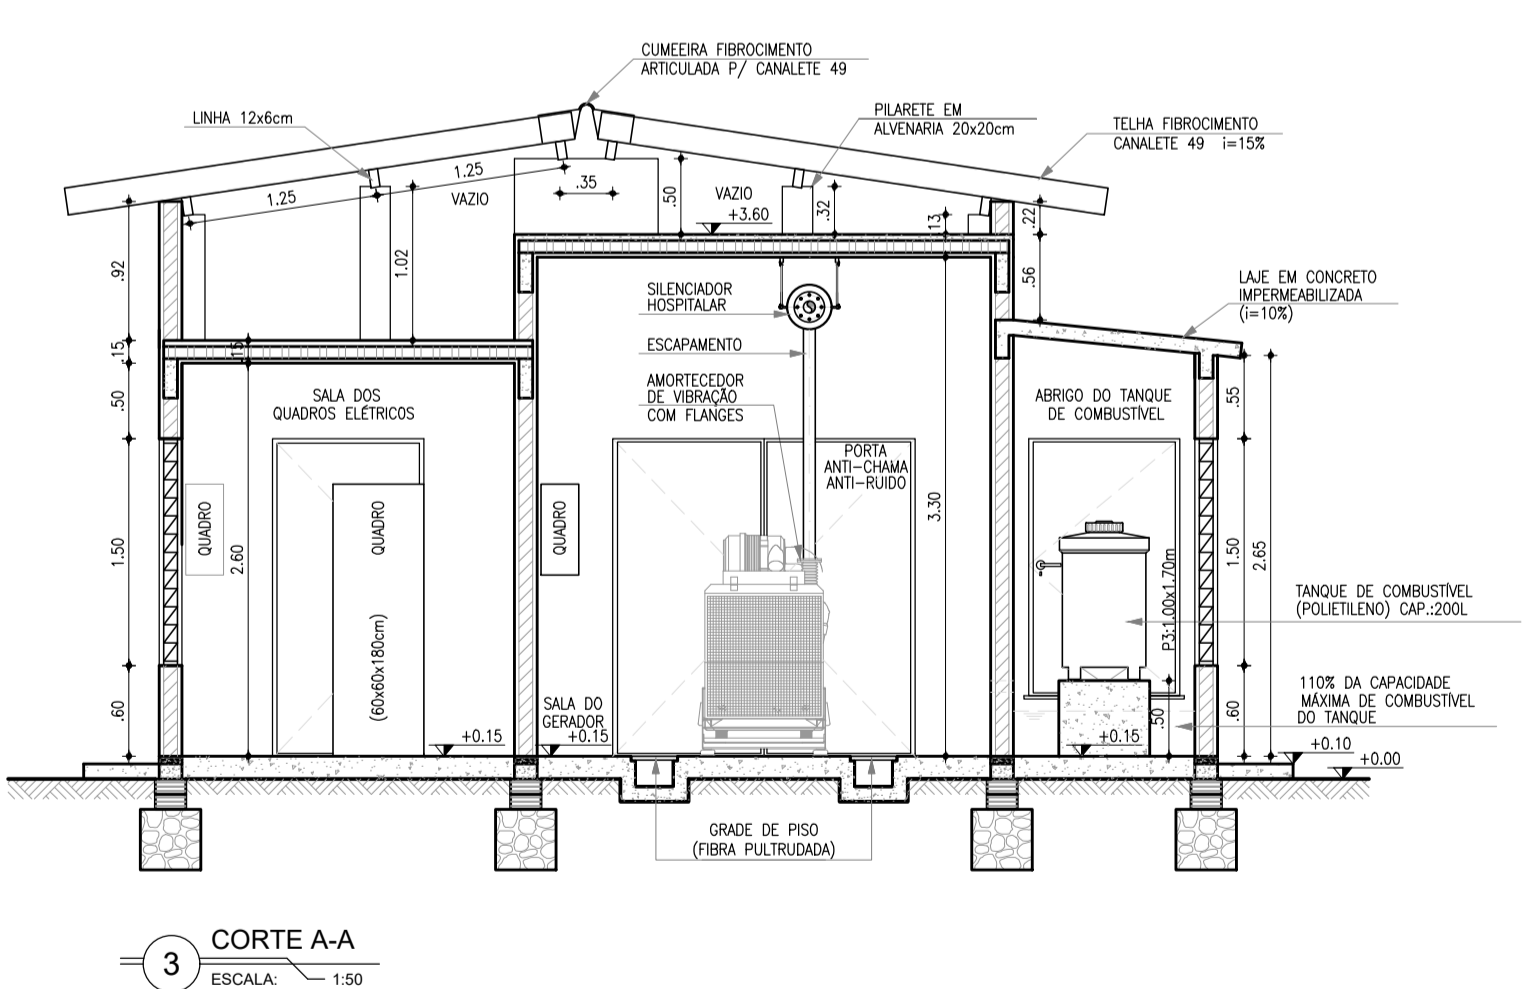 CUMEEIRA FIBROCIMENTO
ARTICULADA P/ CANALETE 49
LINHA 12x6cm
PILARETE EM
ALVENARIA 20x20cm
TELHA FIBROCIMENTO
CANALETE 49 i=15%
1.25
1.25
VAZIO
.35
.50
VAZIO
+3.60
.32
13
.22
.92
1.02
.56
LAJE EM CONCRETO
IMPERMEABILIZADA
(i=10%)
SILENCIADOR
HOSPITALAR
ESCAPAMENTO
.15
.15
AMORTECEDOR
DE VIBRAÇÃO
COM FLANGES
SALA DOS
QUADROS ELÉTRICOS
ABRIGO DO TANQUE
DE COMBUSTÍVEL
.50
.55
PORTA
ANTI-CHAMA
ANTI-RUIDO
QUADRO
QUADRO
QUADRO
1.50
2.60
3.30
1.50
2.65
P3:1.00x1.70m
TANQUE DE COMBUSTÍVEL
(POLIETILENO) CAP.:200L
(60x60x180cm)
.60
SALA DO
GERADOR
+0.15
+0.15
+0.15
.50
.60
110% DA CAPACIDADE
MÁXIMA DE COMBUSTÍVEL
DO TANQUE
+0.10
+0.00
GRADE DE PISO
(FIBRA PULTRUDADA)
3
CORTE A-A
ESCALA: 1:50